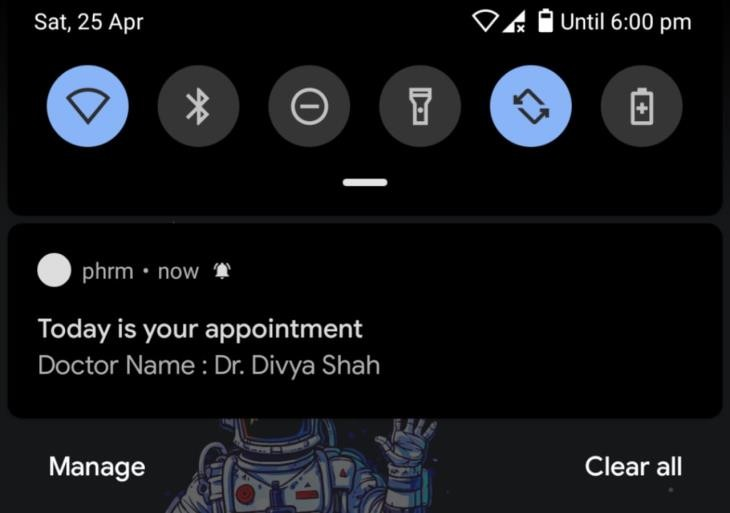 Sat, 25 Apr Until 6:00 pm
phrm • now
Today is your appointment
Doctor Name : Dr. Divya Shah
Manage Clear all